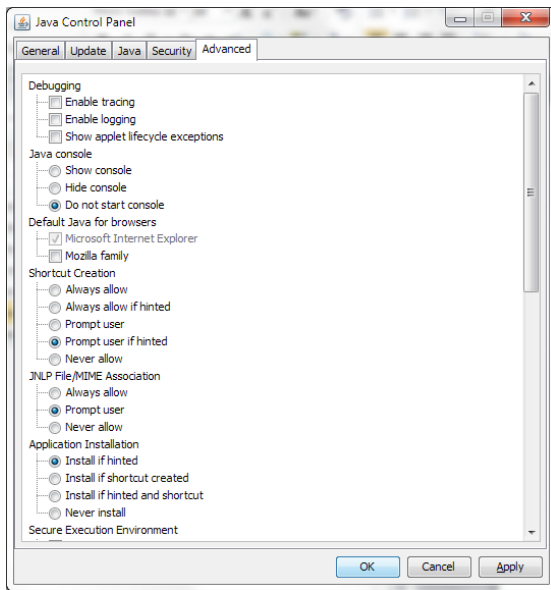 Java Control Panel
General Update Java Security Advanced
Debugging
Enable tracing
Enable logging
Show applet lifecycle exceptions
Java console
Show console
Hide console
Do not start console
Default Java for browsers
Microsoft Internet Explorer
Mozilla family
Shortcut Creation
Always allow
Always allow if hinted
Prompt user
Prompt user if hinted
Never allow
JNLP File/MIME Association
Always allow
Prompt user
Never allow
Application Installation
Install if hinted
Install if shortcut created
Install if hinted and shortcut
Never install
Secure Execution Environment
OK Cancel Apply